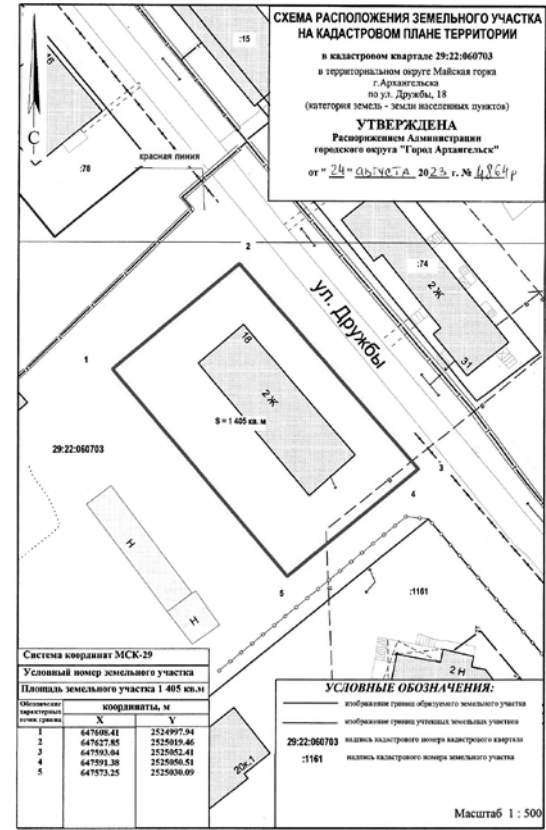 СХЕМА РАСПОЛОЖЕНИЯ ЗЕМЕЛЬНОГО УЧАСТКА
НА КАДАСТРОВОМ ПЛАНЕ ТЕРРИТОРИИ
в кадастровом квартале 29:22:060703
в территориальном округе Майская горка
г.Архангельска
по ул. Дружбы, 18
(категория земель - земли населенных пунктов)
УТВЕРЖДЕНА
Распоряжением Администрации
городского округа "Город Архангельск"
от "24" августа 2023 г. № 4864р
:15
16
С
:78
красная линия
2
:74
2 Ж
31
ул. Дружбы
1
18
2 Ж
S = 1 405 кв. м
29:22:060703
3
4
Н
Н
5
:1161
2 Н
20к.1
Система координат МСК-29
Условный номер земельного участка
Площадь земельного участка 1 405 кв.м
Обозначение характерных точек границ
координаты, м
X Y
1 647608.41 2524997.94
2 647627.85 2525019.46
3 647593.04 2525052.41
4 647591.38 2525050.51
5 647573.25 2525030.09
УСЛОВНЫЕ ОБОЗНАЧЕНИЯ:
изображение границ образуемого земельного участка
изображение границ учтенных земельных участков
29:22:060703 надпись кадастрового номера кадастрового квартала
:1161 надпись кадастрового номера земельного участка
Масштаб 1 : 500